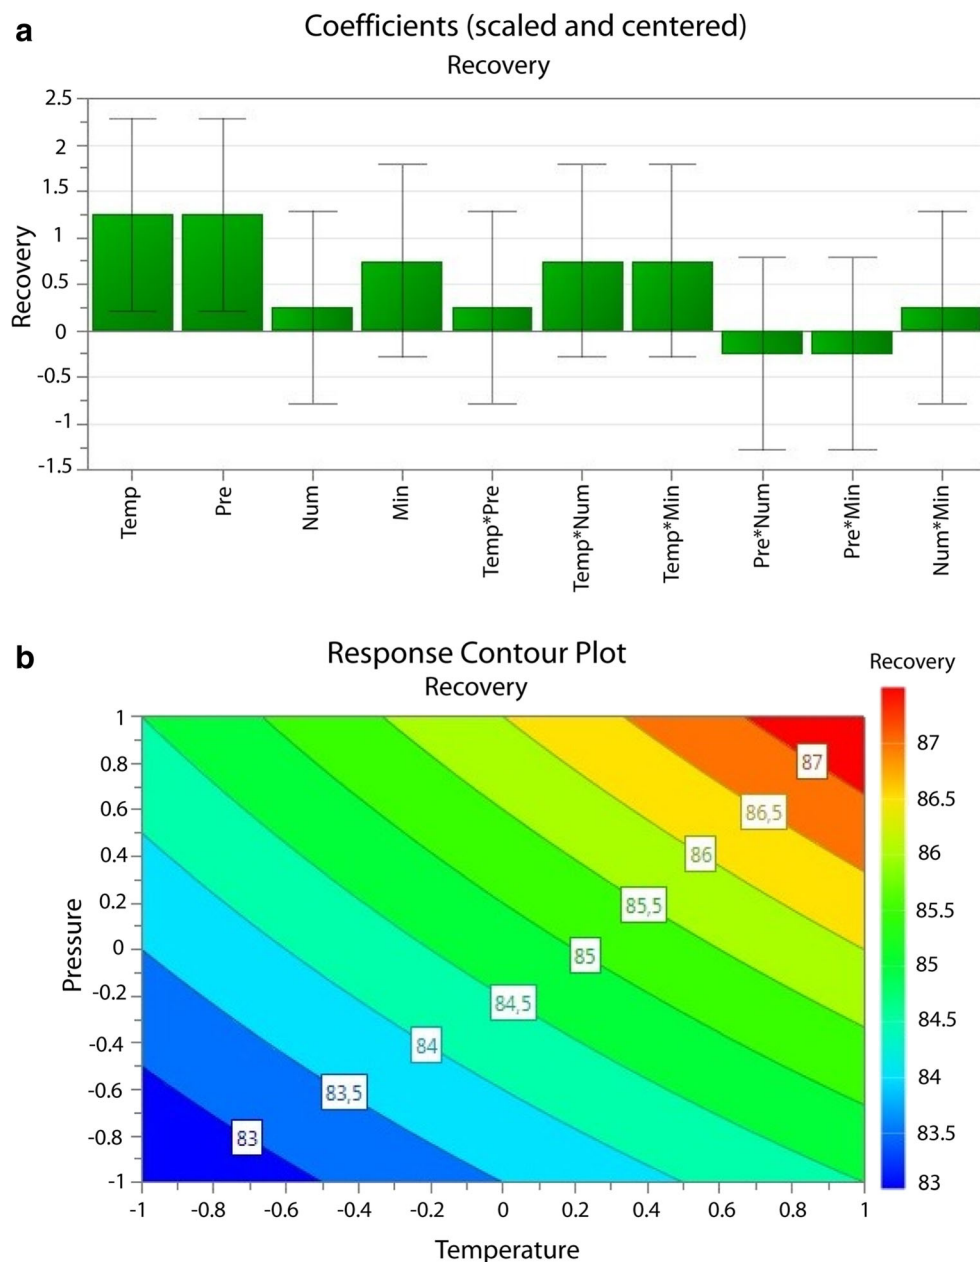 a
Coefficients (scaled and centered)
Recovery
2.5
2
1.5
1
0.5
0
-0.5
-1
-1.5
Recovery
Temp
Pre
Num
Min
Temp*Pre
Temp*Num
Temp*Min
Pre*Num
Pre*Min
Num*Min
b
Response Contour Plot
Recovery
Recovery
1
0.8
0.6
0.4
0.2
0
-0.2
-0.4
-0.6
-0.8
-1
Pressure
87
86,5
86
85,5
85
84,5
84
83,5
83
87
86.5
86
85.5
85
84.5
84
83.5
83
-1 -0.8 -0.6 -0.4 -0.2 0 0.2 0.4 0.6 0.8 1
Temperature